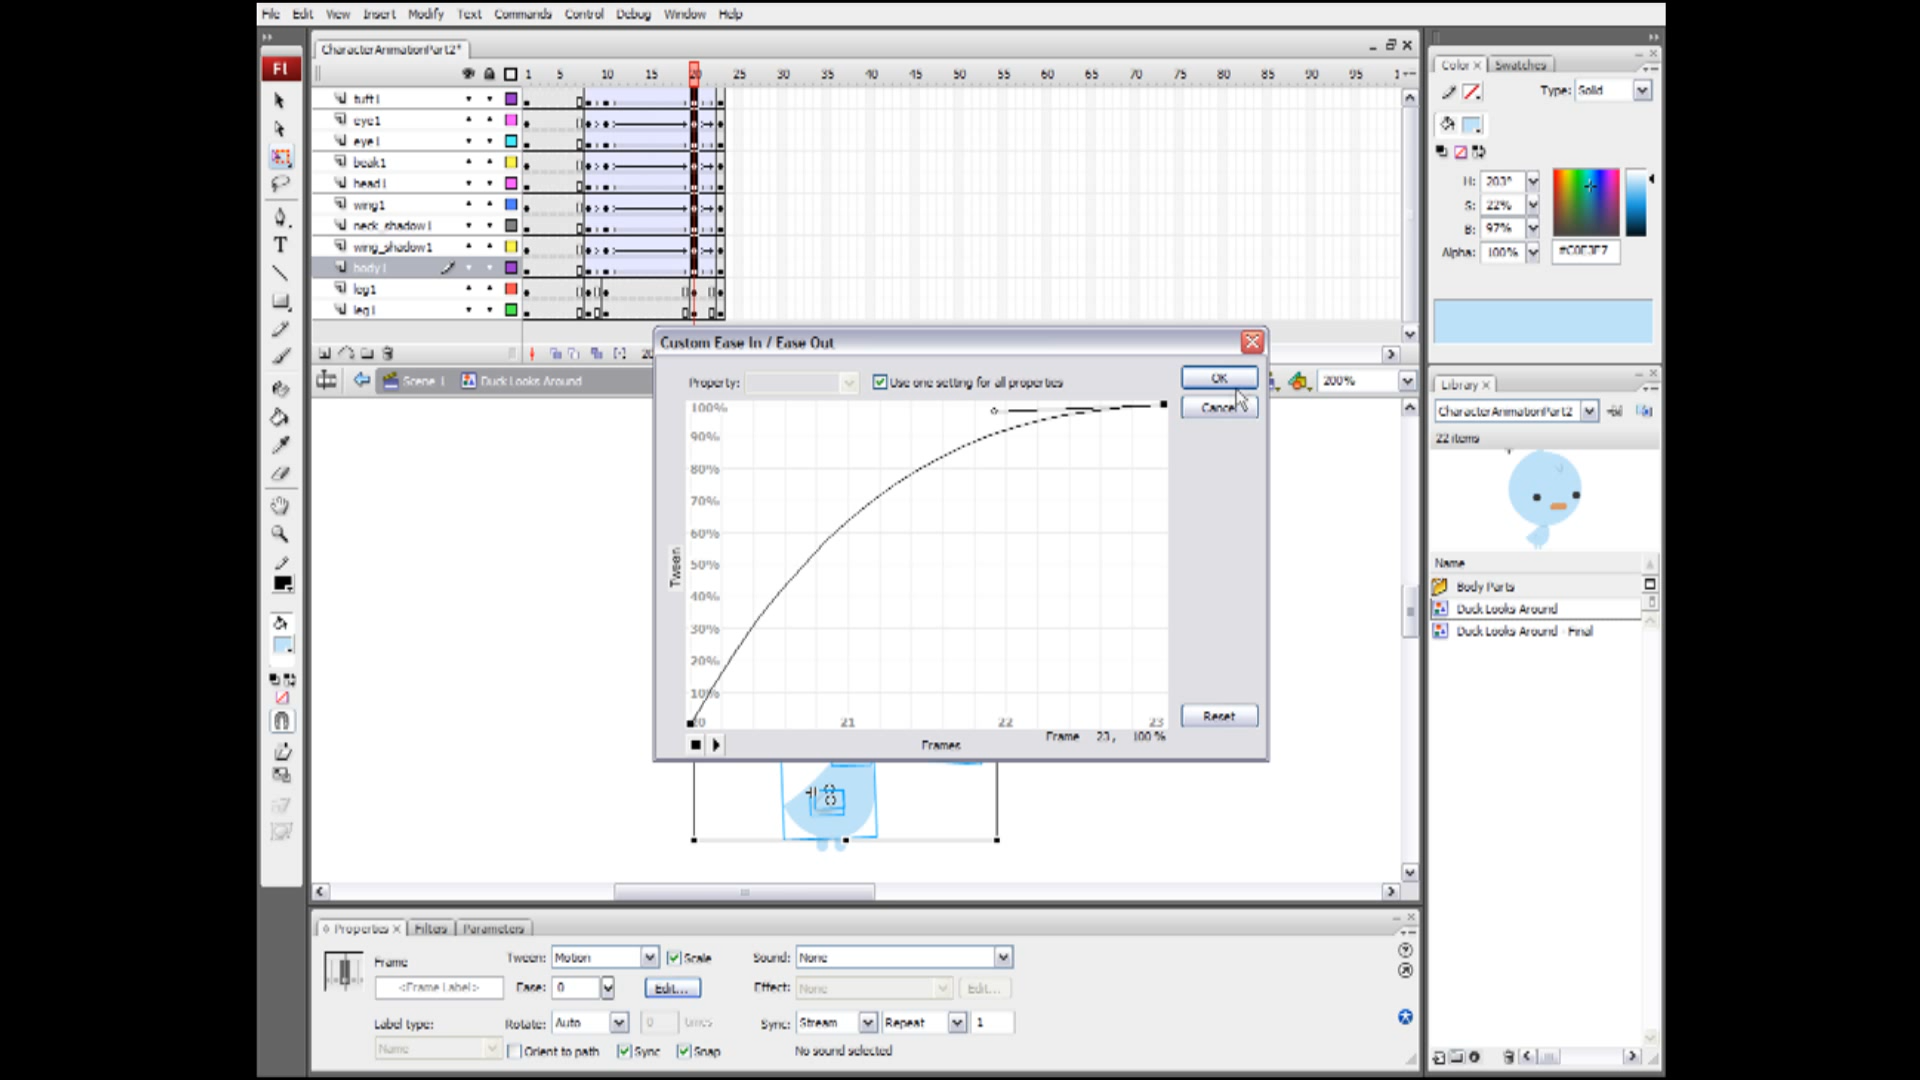 File Edit View Insert Modify Text Commands Control Debug Window Help
CharacterAnimationPart2*
Fl
1 5 10 15 20 25 30 35 40 45 50 55 60 65 70 75 80 85 90 95
tuft1
eye1
eye1
beak1
head1
wing1
neck_shadow1
wing_shadow1
body1
leg1
leg1
Scene 1 Duck Looks Around
200%
Custom Ease In / Ease Out
Property: Use one setting for all properties
OK
Cancel
Reset
100%
90%
80%
70%
60%
50%
40%
30%
20%
10%
Tween
21 22 23
Frame 23, 100 %
Frames
Color Swatches
Type: Solid
H: 203°
S: 22%
B: 97%
Alpha: 100%
Library
CharacterAnimationPart2
22 items
Name
Body Parts
Duck Looks Around
Duck Looks Around - Final
Properties Filters Parameters
Frame
<Frame Label>
Label type:
Name
Tween: Motion Scale
Ease: 0 Edit...
Rotate: Auto 0 times
Orient to path Sync Snap
Sound: None
Effect: None Edit...
Sync: Stream Repeat 1
No sound selected